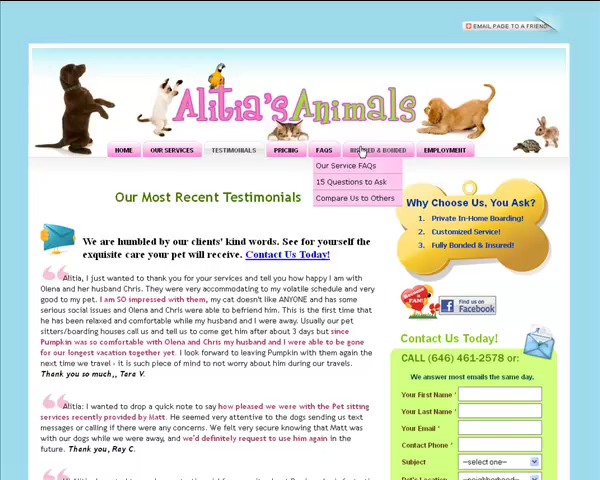 EMAIL PAGE TO A FRIEND
Alitia's Animals
HOME
OUR SERVICES
TESTIMONIALS
PRICING
FAQS
INSURED & BONDED
EMPLOYMENT
Our Service FAQs
15 Questions to Ask
Compare Us to Others
Our Most Recent Testimonials
We are humbled by our clients' kind words. See for yourself the
exquisite care your pet will receive. Contact Us Today!
Alitia, I just wanted to thank you for your services and tell you how happy I am with
Olena and her husband Chris. They were very accommodating to my volatile schedule and very
good to my pet. I am SO impressed with them, my cat doesn't like ANYONE and has some
serious social issues and Olena and Chris were able to befriend him. This is the first time that
he has been relaxed and comfortable while my husband and I were away. Usually our pet
sitters/boarding houses call us and tell us to come get him after about 3 days but since
Pumpkin was so comfortable with Olena and Chris my husband and I were able to be gone
for our longest vacation together yet. I look forward to leaving Pumpkin with them again the
next time we travel - it is such piece of mind to not worry about him during our travels.
Thank you so much,, Tara V.
Alitia: I wanted to drop a quick note to say how pleased we were with the Pet sitting
services recently provided by Matt. He seemed very attentive to the dogs sending us text
messages or calling if there were any concerns. We felt very secure knowing that Matt was
with our dogs while we were away, and we'd definitely request to use him again in the
future. Thank you, Ray C.
Why Choose Us, You Ask?
1. Private In-Home Boarding!
2. Customized Service!
3. Fully Bonded & Insured!
Find us on
Facebook
Contact Us Today!
CALL (646) 461-2578 or:
We answer most emails the same day.
Your First Name *
Your Last Name *
Your Email *
Contact Phone *
Subject
--select one--
Pet's Location
--neighborhood--